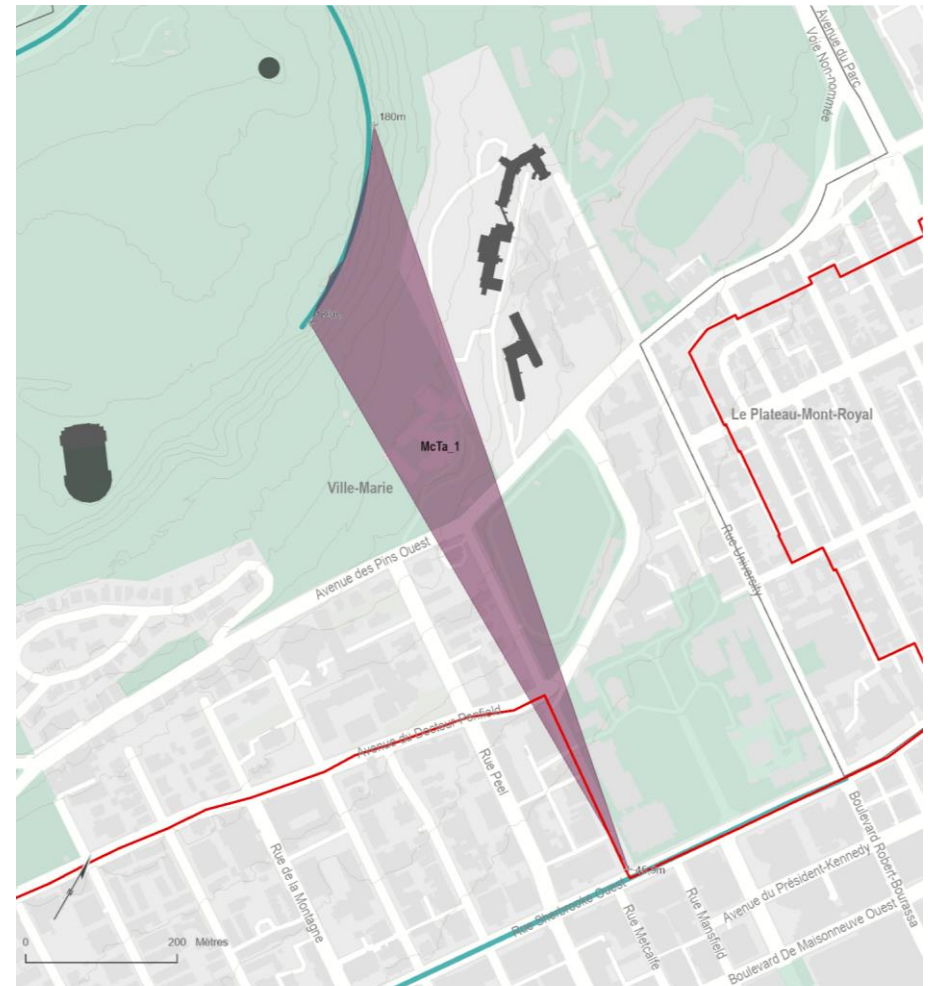 Avenue du Parc
Voie Non-nommée
180m
Le Plateau-Mont-Royal
McTa_1
Ville-Marie
Avenue des Pins Ouest
Rue University
Avenue du Docteur Penfield
Rue Peel
Rue de la Montagne
Rue Sherbrooke Ouest
Rue Metcalfe
Rue Mansfield
Avenue du Président-Kennedy
Boulevard Robert-Bourassa
Boulevard De Maisonneuve Ouest
0 200 Mètres